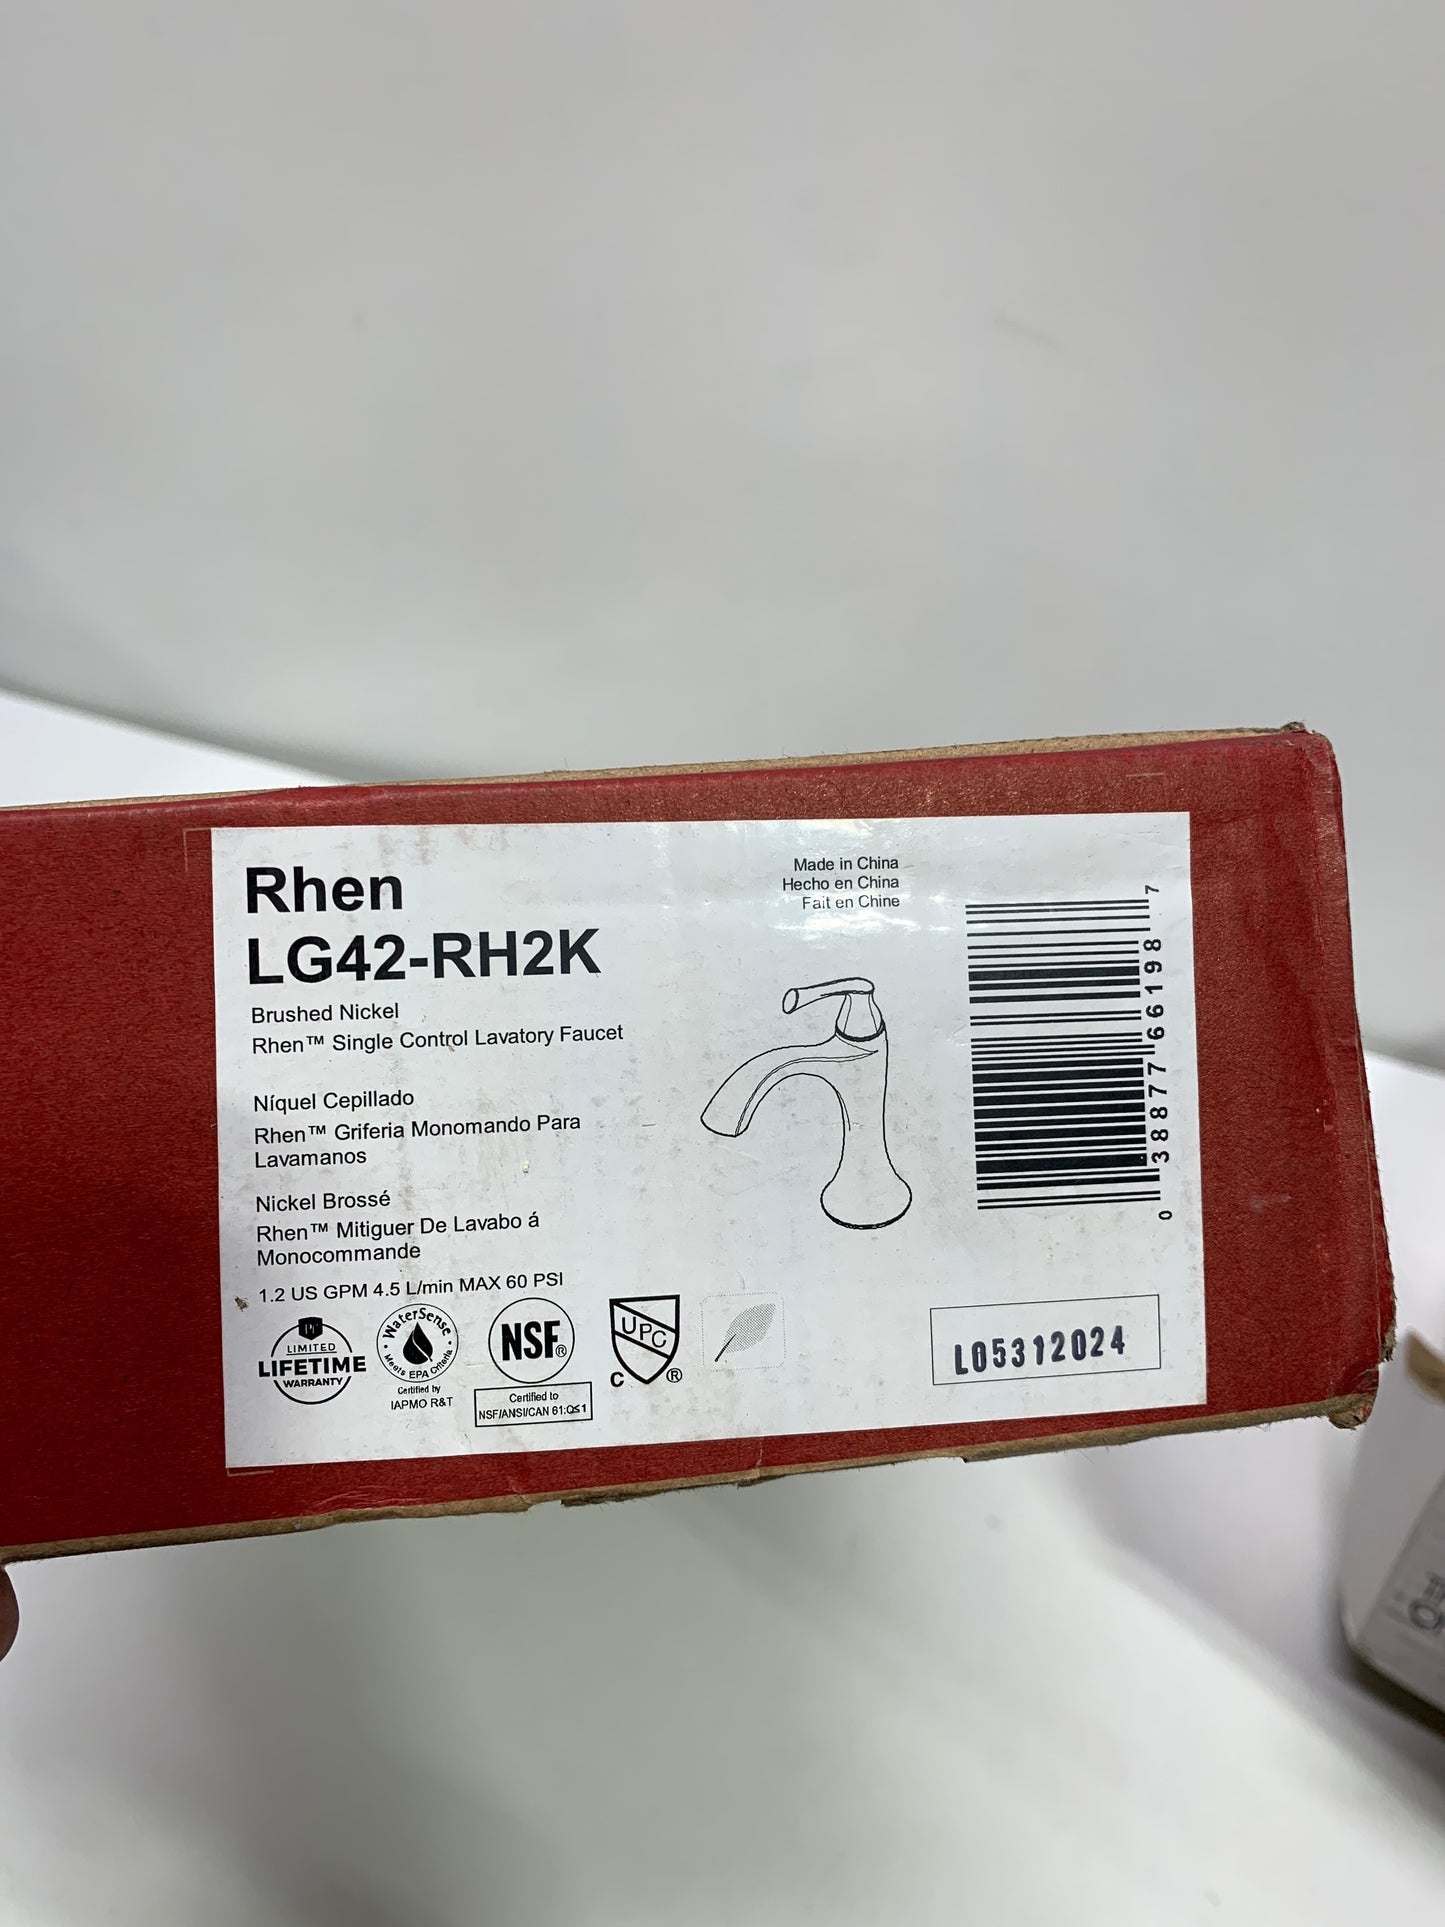 Rhen
LG42-RH2K
Brushed Nickel
Rhen™ Single Control Lavatory Faucet
Níquel Cepillado
Rhen™ Griferia Monomando Para
Lavamanos
Nickel Brossé
Rhen™ Mitiguer De Lavabo á
Monocommande
1.2 US GPM 4.5 L/min MAX 60 PSI
Made in China
Hecho en China
Fait en Chine
0 38877 66198 7
LIMITED
LIFETIME
WARRANTY
WaterSense
Meets EPA Criteria
Certified by
IAPMO R&T
NSF®
Certified to
NSF/ANSI/CAN 61:Q≤1
UPC
C ®
L05312024